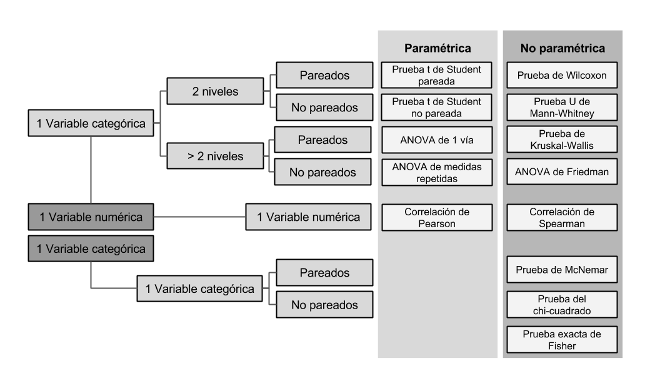 Paramétrica
No paramétrica
1 Variable categórica
2 niveles
Pareados
Prueba t de Student
pareada
Prueba de Wilcoxon
No pareados
Prueba t de Student
no pareada
Prueba U de
Mann-Whitney
> 2 niveles
Pareados
ANOVA de 1 vía
Prueba de
Kruskal-Wallis
No pareados
ANOVA de medidas
repetidas
ANOVA de Friedman
1 Variable numérica
1 Variable numérica
Correlación de
Pearson
Correlación de
Spearman
1 Variable categórica
1 Variable categórica
Pareados
Prueba de McNemar
No pareados
Prueba del
chi-cuadrado
Prueba exacta de
Fisher